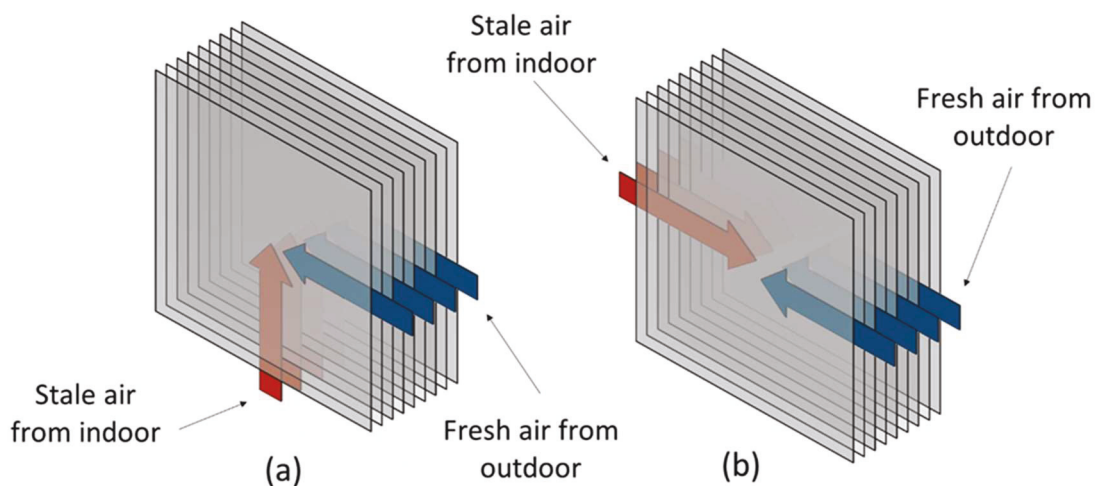 Stale air
from indoor
Fresh air from
outdoor
(a)
Stale air
from indoor
Fresh air from
outdoor
(b)